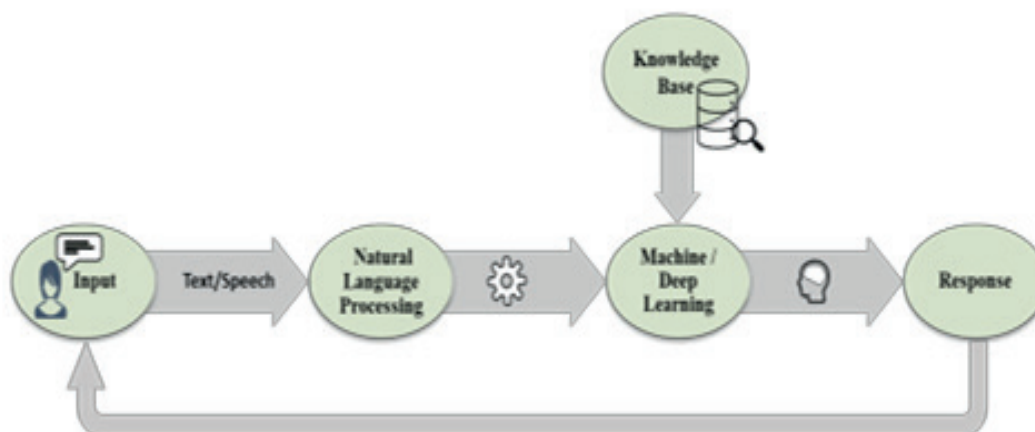 Knowledge
Base
Input
Text/Speech
Natural
Language
Processing
Machine /
Deep
Learning
Response